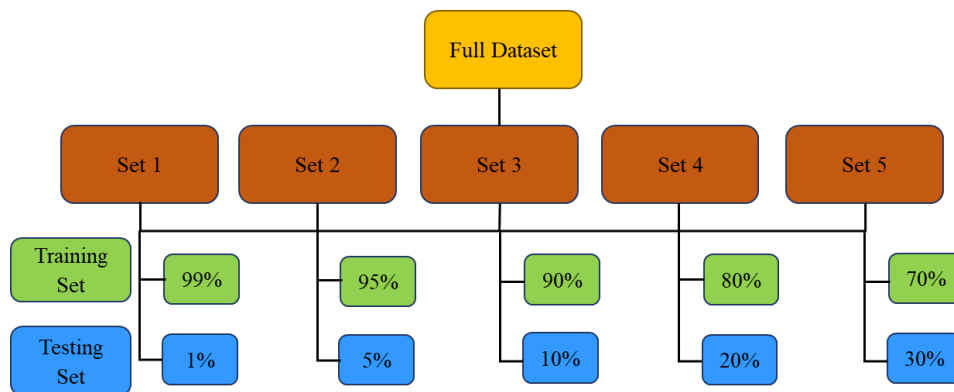 Full Dataset
Set 1
Set 2
Set 3
Set 4
Set 5
Training
Set
99%
95%
90%
80%
70%
Testing
Set
1%
5%
10%
20%
30%